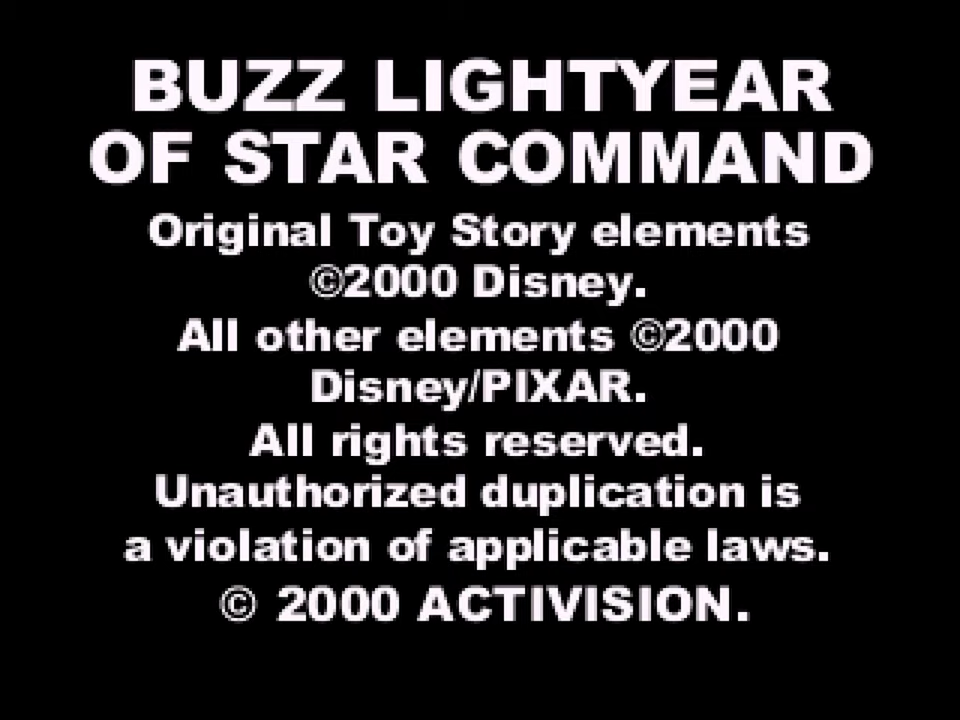 BUZZ LIGHTYEAR
OF STAR COMMAND
Original Toy Story elements
©2000 Disney.
All other elements ©2000
Disney/PIXAR.
All rights reserved.
Unauthorized duplication is
a violation of applicable laws.
© 2000 ACTIVISION.